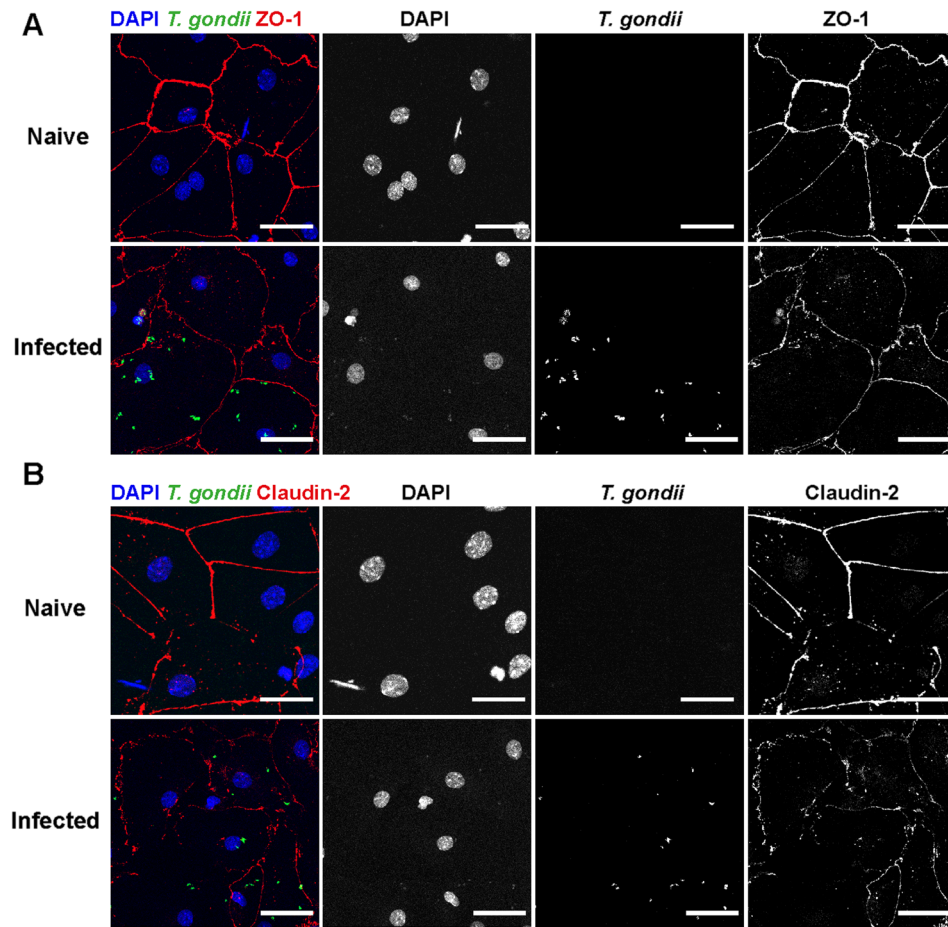 A
DAPI T. gondii ZO-1 DAPI T. gondii ZO-1
Naive
Infected
B
DAPI T. gondii Claudin-2 DAPI T. gondii Claudin-2
Naive
Infected